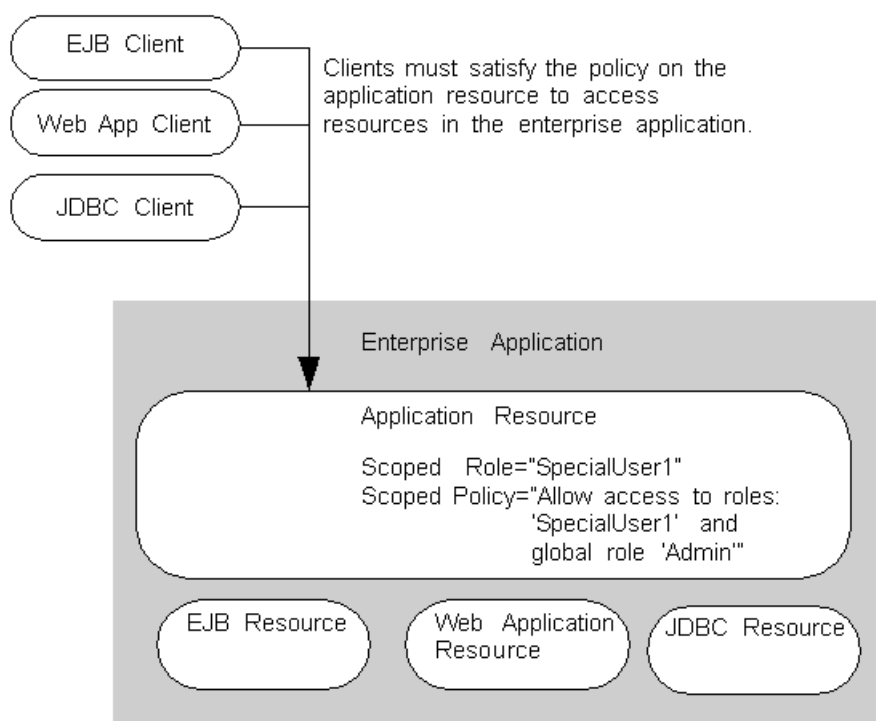 EJB Client
Web App Client
JDBC Client
Clients must satisfy the policy on the
application resource to access
resources in the enterprise application.
Enterprise Application
Application Resource
Scoped Role="SpecialUser1"
Scoped Policy="Allow access to roles:
'SpecialUser1' and
global role 'Admin'"
EJB Resource
Web Application
Resource
JDBC Resource